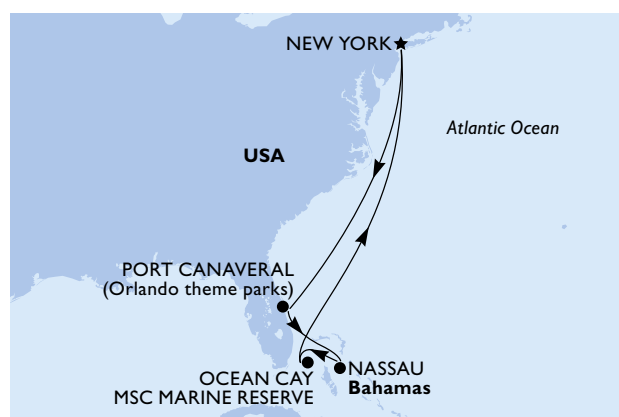 NEW YORK
Atlantic Ocean
USA
PORT CANAVERAL
(Orlando theme parks)
OCEAN CAY
MSC MARINE RESERVE
NASSAU
Bahamas